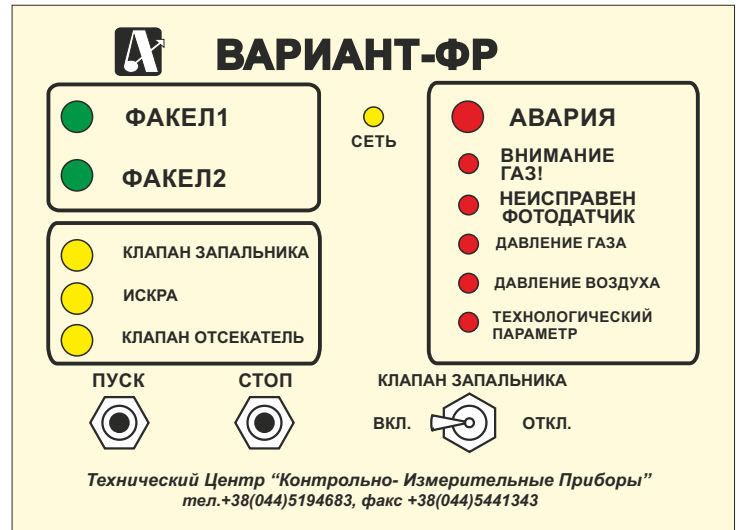 ВАРИАНТ-ФР
ФАКЕЛ1
ФАКЕЛ2
СЕТЬ
КЛАПАН ЗАПАЛЬНИКА
ИСКРА
КЛАПАН ОТСЕКАТЕЛЬ
АВАРИЯ
ВНИМАНИЕ
ГАЗ!
НЕИСПРАВЕН
ФОТОДАТЧИК
ДАВЛЕНИЕ ГАЗА
ДАВЛЕНИЕ ВОЗДУХА
ТЕХНОЛОГИЧЕСКИЙ
ПАРАМЕТР
ПУСК
СТОП
КЛАПАН ЗАПАЛЬНИКА
ВКЛ.
ОТКЛ.
Технический Центр “Контрольно- Измерительные Приборы”
тел.+38(044)5194683, факс +38(044)5441343